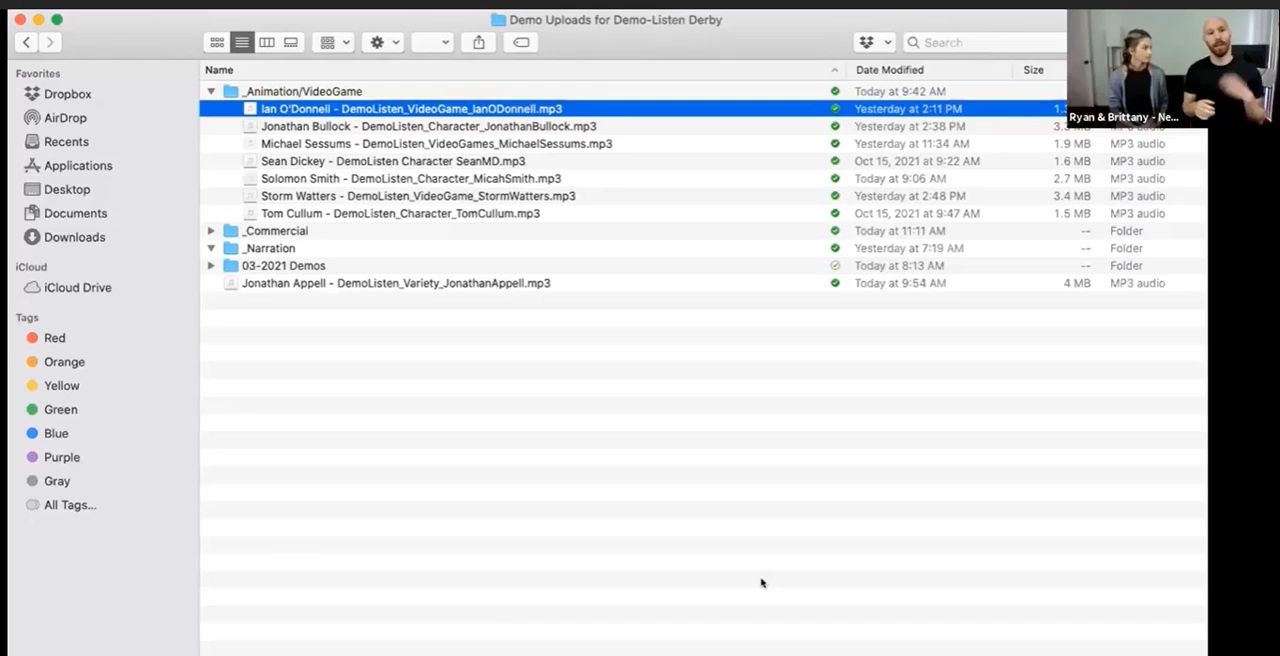 Demo Uploads for Demo-Listen Derby
Search
Favorites
Dropbox
AirDrop
Recents
Applications
Desktop
Documents
Downloads
iCloud
iCloud Drive
Tags
Red
Orange
Yellow
Green
Blue
Purple
Gray
All Tags...
Name Date Modified Size
_Animation/VideoGame Today at 9:42 AM
Ian O'Donnell - DemoListen_VideoGame_IanODonnell.mp3 Yesterday at 2:11 PM
Jonathan Bullock - DemoListen_Character_JonathanBullock.mp3 Yesterday at 2:38 PM MP3 audio
Michael Sessums - DemoListen_VideoGames_MichaelSessums.mp3 Yesterday at 11:34 AM 1.9 MB MP3 audio
Sean Dickey - DemoListen Character SeanMD.mp3 Oct 15, 2021 at 9:22 AM 1.6 MB MP3 audio
Solomon Smith - DemoListen_Character_MicahSmith.mp3 Today at 9:06 AM 2.7 MB MP3 audio
Storm Watters - DemoListen_VideoGame_StormWatters.mp3 Yesterday at 2:48 PM 3.4 MB MP3 audio
Tom Cullum - DemoListen_Character_TomCullum.mp3 Oct 15, 2021 at 9:47 AM 1.5 MB MP3 audio
_Commercial Today at 11:11 AM -- Folder
_Narration Yesterday at 7:19 AM -- Folder
03-2021 Demos Today at 8:13 AM -- Folder
Jonathan Appell - DemoListen_Variety_JonathanAppell.mp3 Today at 9:54 AM 4 MB MP3 audio
Ryan & Brittany - Ne...